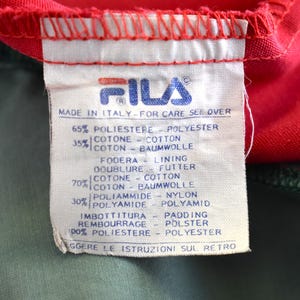 FILA
MADE IN ITALY - FOR CARE SEE OVER
65% POLIESTERE - POLYESTER
35% COTONE - COTTON
COTON - BAUMWOLLE
FODERA - LINING
DOUBLURE - FUTTER
70% COTONE - COTTON
COTON - BAUMWOLLE
30% POLIAMMIDE - NYLON
POLYAMIDE - POLYAMID
IMBOTTITURA - PADDING
REMBOURRAGE - POLSTER
00% POLIESTERE - POLYESTER
GGERE LE ISTRUZIONI SUL RETRO